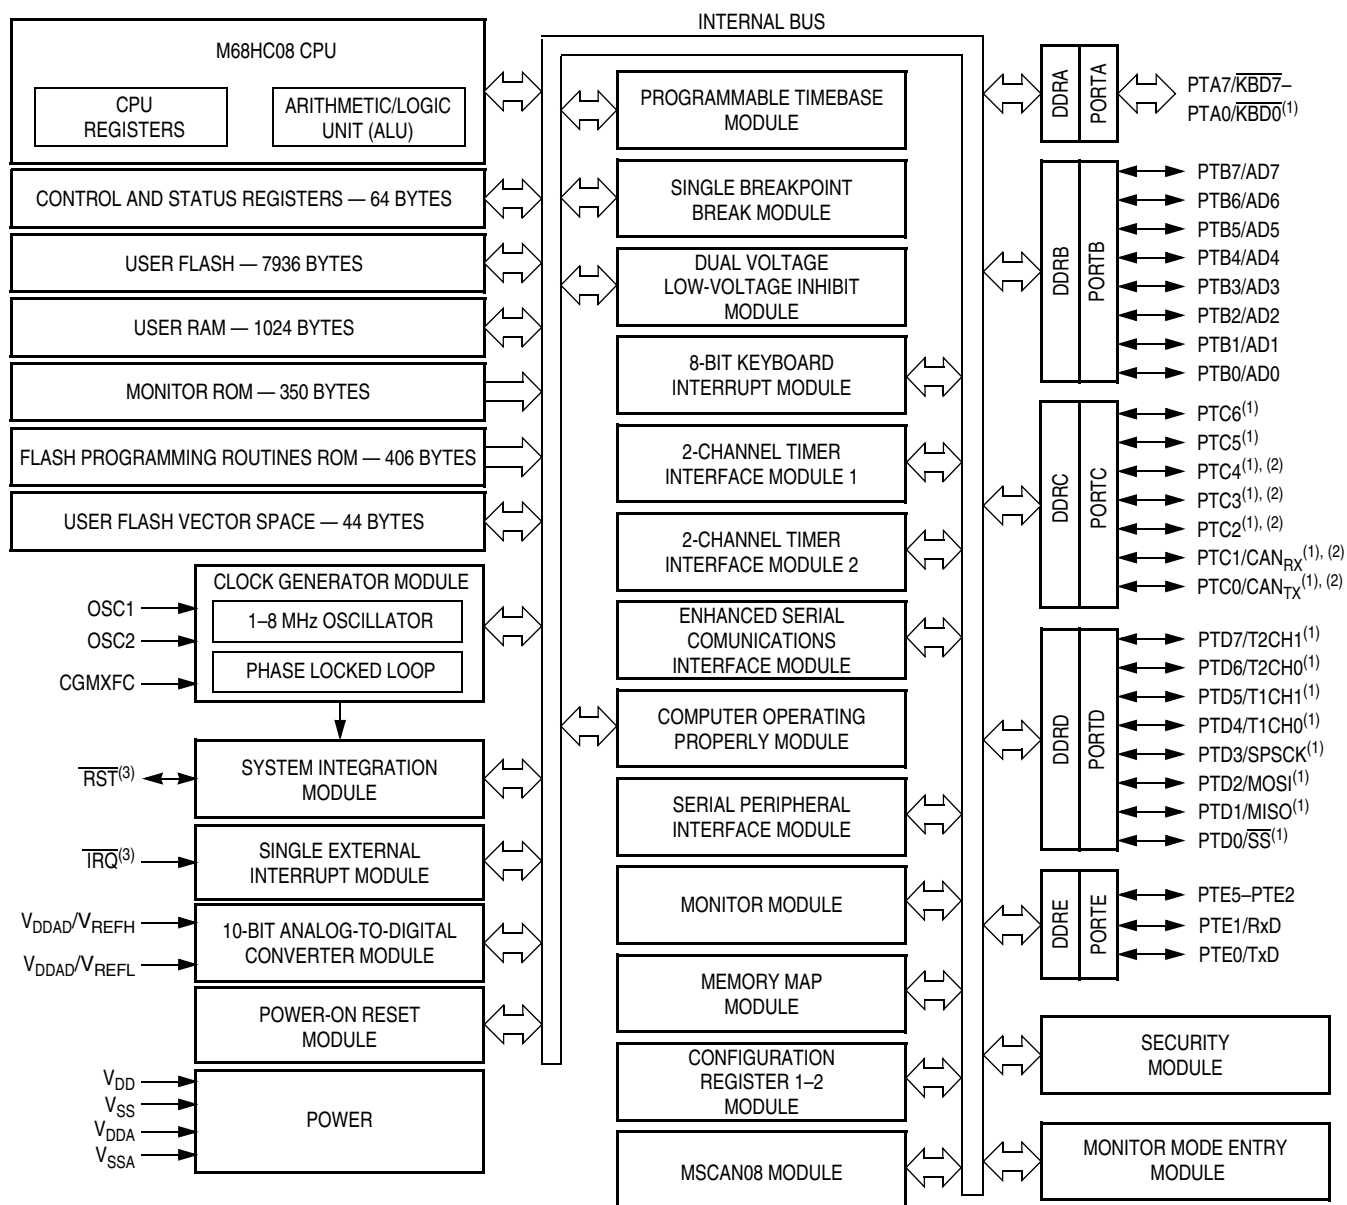 INTERNAL BUS
M68HC08 CPU
CPU
REGISTERS
ARITHMETIC/LOGIC
UNIT (ALU)
CONTROL AND STATUS REGISTERS — 64 BYTES
USER FLASH — 7936 BYTES
USER RAM — 1024 BYTES
MONITOR ROM — 350 BYTES
FLASH PROGRAMMING ROUTINES ROM — 406 BYTES
USER FLASH VECTOR SPACE — 44 BYTES
CLOCK GENERATOR MODULE
1–8 MHz OSCILLATOR
PHASE LOCKED LOOP
OSC1
OSC2
CGMXFC
SYSTEM INTEGRATION
MODULE
RST(3)
SINGLE EXTERNAL
INTERRUPT MODULE
IRQ(3)
10-BIT ANALOG-TO-DIGITAL
CONVERTER MODULE
VDDAD/VREFH
VDDAD/VREFL
POWER-ON RESET
MODULE
POWER
VDD
VSS
VDDA
VSSA
PROGRAMMABLE TIMEBASE
MODULE
SINGLE BREAKPOINT
BREAK MODULE
DUAL VOLTAGE
LOW-VOLTAGE INHIBIT
MODULE
8-BIT KEYBOARD
INTERRUPT MODULE
2-CHANNEL TIMER
INTERFACE MODULE 1
2-CHANNEL TIMER
INTERFACE MODULE 2
ENHANCED SERIAL
COMUNICATIONS
INTERFACE MODULE
COMPUTER OPERATING
PROPERLY MODULE
SERIAL PERIPHERAL
INTERFACE MODULE
MONITOR MODULE
MEMORY MAP
MODULE
CONFIGURATION
REGISTER 1–2
MODULE
MSCAN08 MODULE
DDRA
PORTA
PTA7/KBD7–
PTA0/KBD0(1)
DDRB
PORTB
PTB7/AD7
PTB6/AD6
PTB5/AD5
PTB4/AD4
PTB3/AD3
PTB2/AD2
PTB1/AD1
PTB0/AD0
DDRC
PORTC
PTC6(1)
PTC5(1)
PTC4(1), (2)
PTC3(1), (2)
PTC2(1), (2)
PTC1/CANRX(1), (2)
PTC0/CANTX(1), (2)
DDRD
PORTD
PTD7/T2CH1(1)
PTD6/T2CH0(1)
PTD5/T1CH1(1)
PTD4/T1CH0(1)
PTD3/SPSCK(1)
PTD2/MOSI(1)
PTD1/MISO(1)
PTD0/SS(1)
DDRE
PORTE
PTE5–PTE2
PTE1/RxD
PTE0/TxD
SECURITY
MODULE
MONITOR MODE ENTRY
MODULE